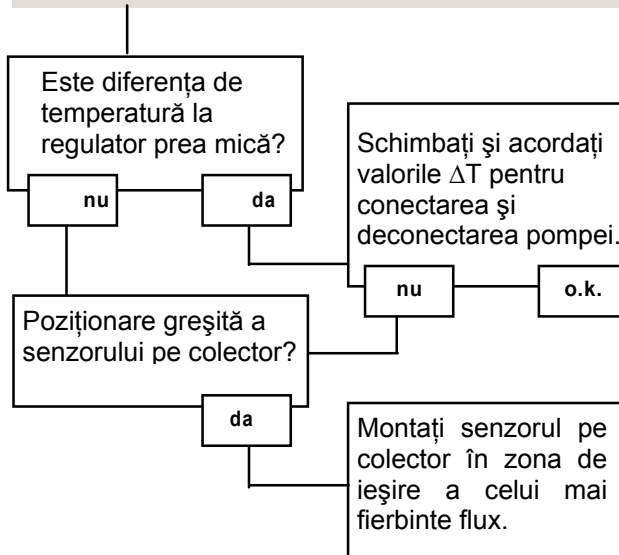 Este diferența de
temperatură la
regulator prea mică?
nu
da
Schimbați şi acordați
valorile ΔT pentru
conectarea şi
deconectarea pompei.
nu
o.k.
Poziționare greşită a
senzorului pe colector?
da
Montați senzorul pe
colector în zona de
ieşire a celui mai
fierbinte flux.